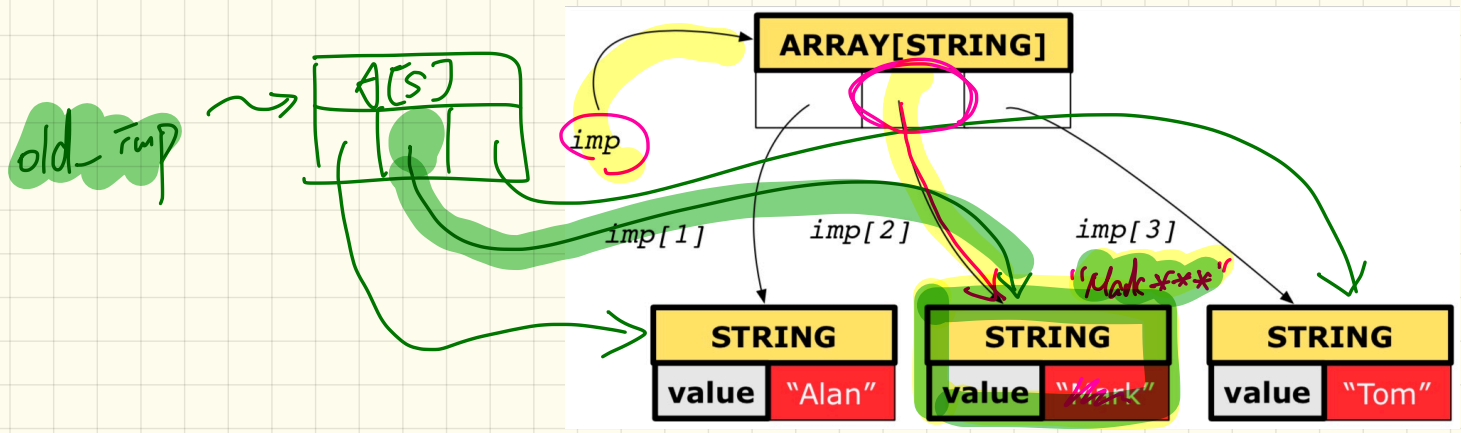 ARRAY[STRING]
A[S]
old_imp
imp
imp[1]
imp[2]
imp[3]
"Mark***"
STRING
STRING
STRING
value
“Alan”
value
“Mark”
value
“Tom”